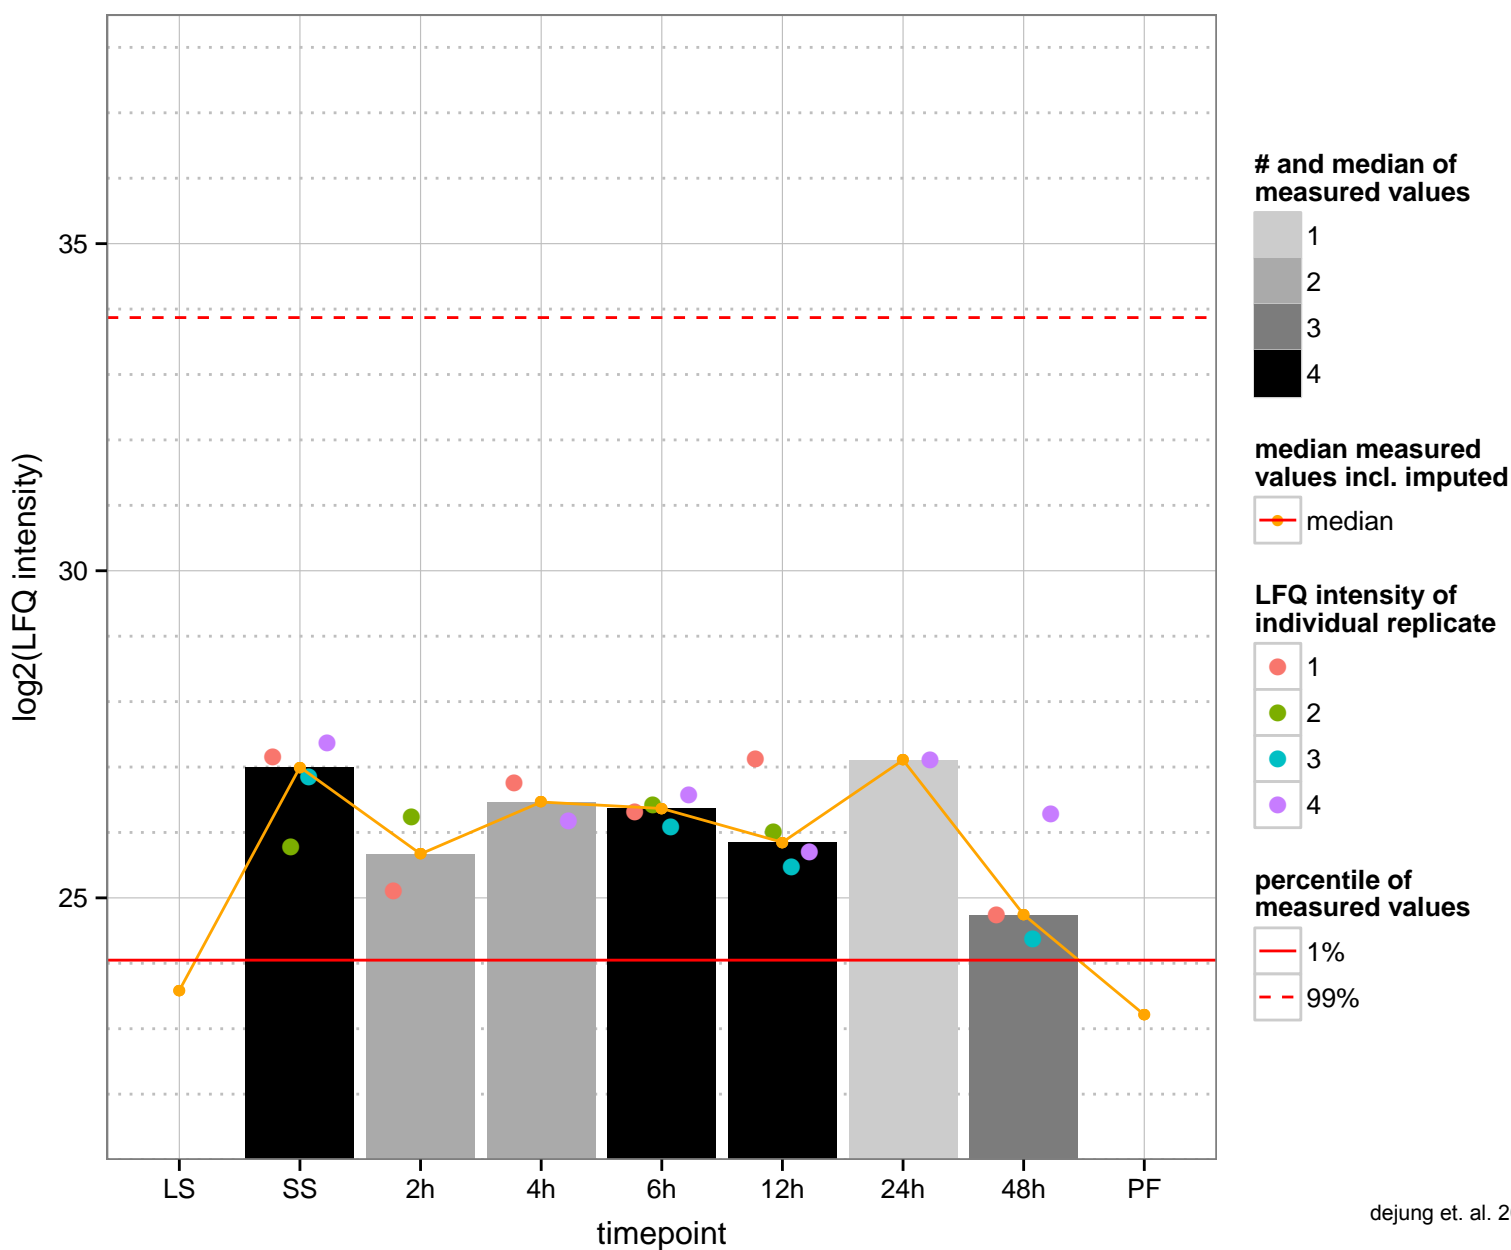 # and median of
measured values
1
2
3
4
median measured
values incl. imputed
median
LFQ intensity of
individual replicate
1
2
3
4
percentile of
measured values
1%
99%
log2(LFQ intensity)
35
30
25
LS SS 2h 4h 6h 12h 24h 48h PF
timepoint
dejung et. al.